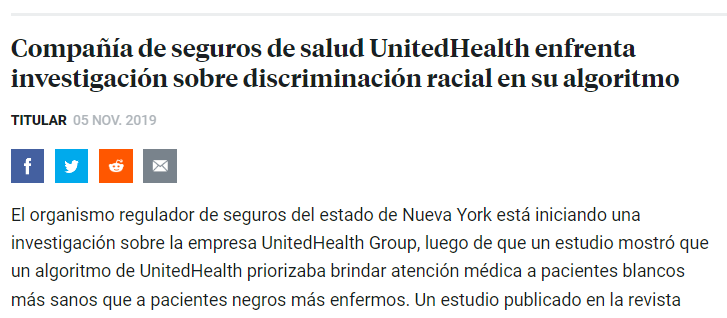 Compañía de seguros de salud UnitedHealth enfrenta
investigación sobre discriminación racial en su algoritmo
TITULAR 05 NOV. 2019
El organismo regulador de seguros del estado de Nueva York está iniciando una
investigación sobre la empresa UnitedHealth Group, luego de que un estudio mostró que
un algoritmo de UnitedHealth priorizaba brindar atención médica a pacientes blancos
más sanos que a pacientes negros más enfermos. Un estudio publicado en la revista